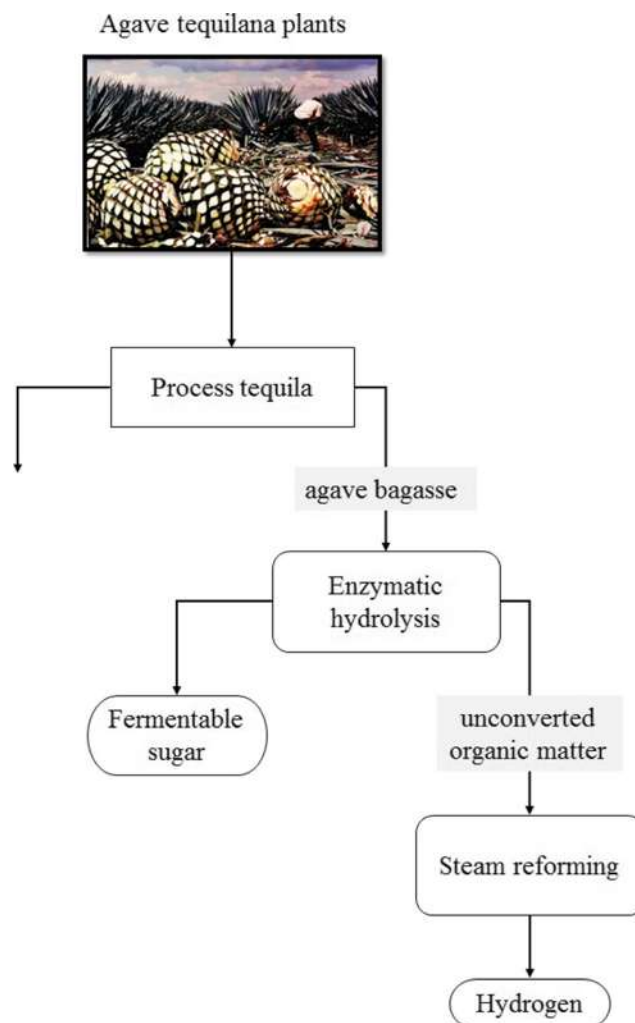 Agave tequilana plants
Process tequila
agave bagasse
Enzymatic
hydrolysis
Fermentable
sugar
unconverted
organic matter
Steam reforming
Hydrogen